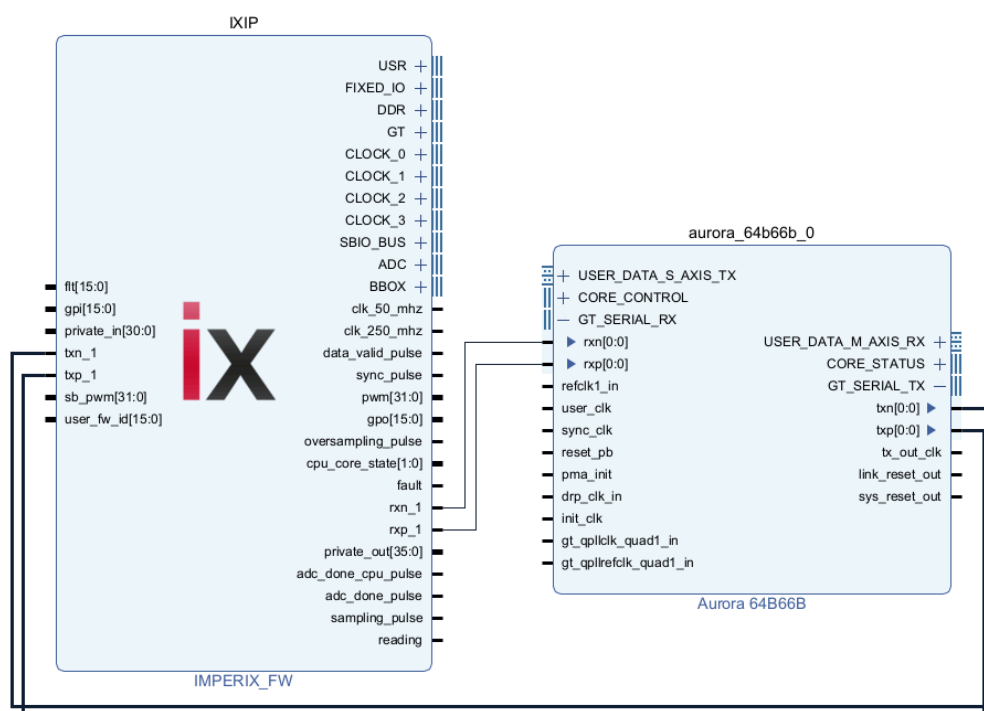 IXIP
USR
FIXED_IO
DDR
GT
CLOCK_0
CLOCK_1
CLOCK_2
CLOCK_3
SBIO_BUS
ADC
BBOX
clk_50_mhz
clk_250_mhz
data_valid_pulse
sync_pulse
pwm[31:0]
gpo[15:0]
oversampling_pulse
cpu_core_state[1:0]
fault
rxn_1
rxp_1
private_out[35:0]
adc_done_cpu_pulse
adc_done_pulse
sampling_pulse
reading
flt[15:0]
gpi[15:0]
private_in[30:0]
txn_1
txp_1
sb_pwm[31:0]
user_fw_id[15:0]
ix
IMPERIX_FW
aurora_64b66b_0
USER_DATA_S_AXIS_TX
CORE_CONTROL
GT_SERIAL_RX
rxn[0:0]
rxp[0:0]
refclk1_in
user_clk
sync_clk
reset_pb
pma_init
drp_clk_in
init_clk
gt_qpllclk_quad1_in
gt_qpllrefclk_quad1_in
USER_DATA_M_AXIS_RX
CORE_STATUS
GT_SERIAL_TX
txn[0:0]
txp[0:0]
tx_out_clk
link_reset_out
sys_reset_out
Aurora 64B66B